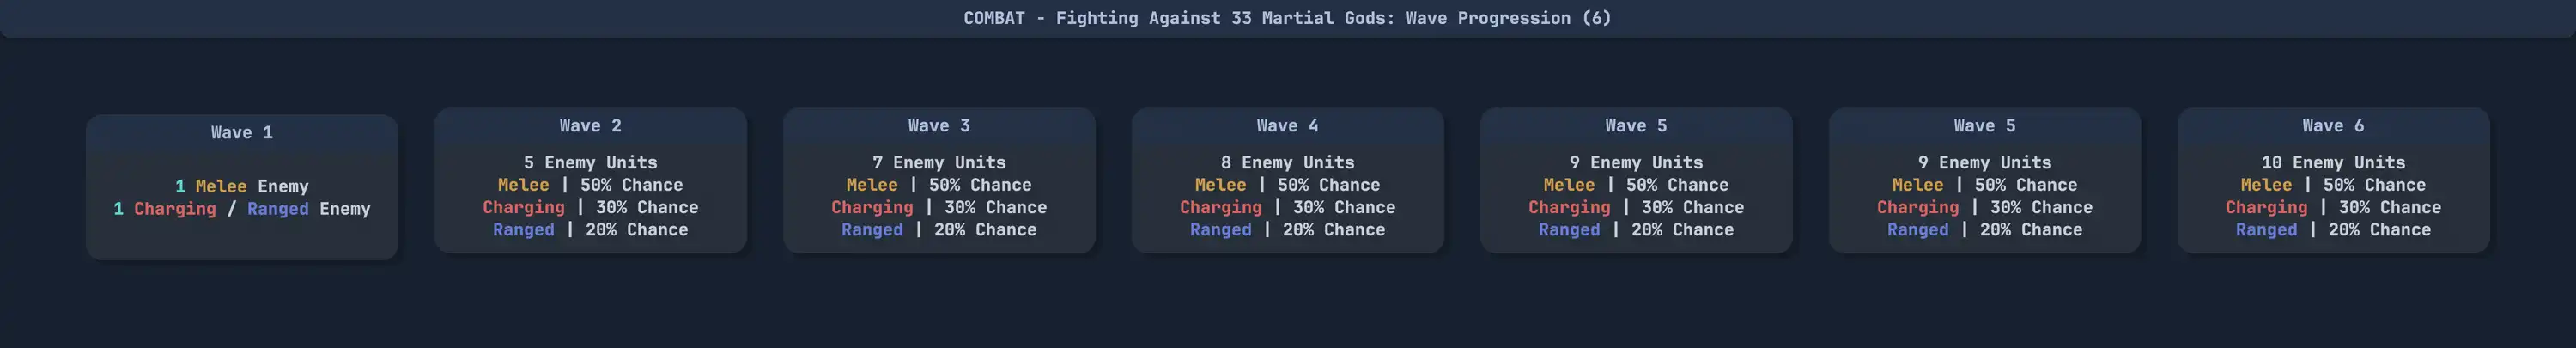 COMBAT - Fighting Against 33 Martial Gods: Wave Progression (6)
Wave 1
1 Melee Enemy
1 Charging / Ranged Enemy
Wave 2
5 Enemy Units
Melee | 50% Chance
Charging | 30% Chance
Ranged | 20% Chance
Wave 3
7 Enemy Units
Melee | 50% Chance
Charging | 30% Chance
Ranged | 20% Chance
Wave 4
8 Enemy Units
Melee | 50% Chance
Charging | 30% Chance
Ranged | 20% Chance
Wave 5
9 Enemy Units
Melee | 50% Chance
Charging | 30% Chance
Ranged | 20% Chance
Wave 5
9 Enemy Units
Melee | 50% Chance
Charging | 30% Chance
Ranged | 20% Chance
Wave 6
10 Enemy Units
Melee | 50% Chance
Charging | 30% Chance
Ranged | 20% Chance